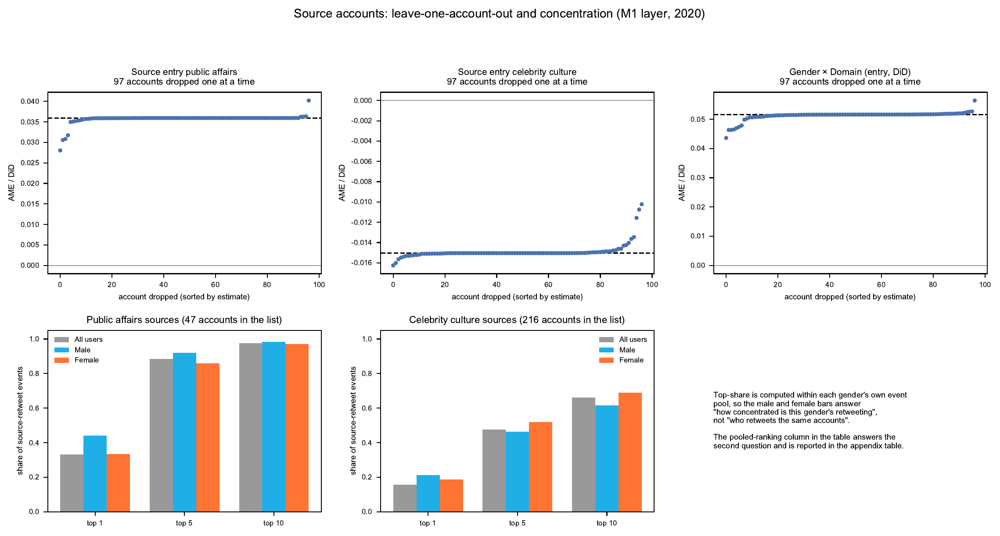 Source accounts: leave-one-account-out and concentration (M1 layer, 2020)
Source entry public affairs
97 accounts dropped one at a time
AME / DiD
0.040
0.035
0.030
0.025
0.020
0.015
0.010
0.005
0.000
0 20 40 60 80 100
account dropped (sorted by estimate)
Source entry celebrity culture
97 accounts dropped one at a time
AME / DiD
0.000
-0.002
-0.004
-0.006
-0.008
-0.010
-0.012
-0.014
-0.016
0 20 40 60 80 100
account dropped (sorted by estimate)
Gender × Domain (entry, DiD)
97 accounts dropped one at a time
AME / DiD
0.05
0.04
0.03
0.02
0.01
0.00
0 20 40 60 80 100
account dropped (sorted by estimate)
Public affairs sources (47 accounts in the list)
share of source-retweet events
1.0
0.8
0.6
0.4
0.2
0.0
All users
Male
Female
top 1 top 5 top 10
Celebrity culture sources (216 accounts in the list)
share of source-retweet events
1.0
0.8
0.6
0.4
0.2
0.0
All users
Male
Female
top 1 top 5 top 10
Top-share is computed within each gender's own event
pool, so the male and female bars answer
"how concentrated is this gender's retweeting",
not "who retweets the same accounts".
The pooled-ranking column in the table answers the
second question and is reported in the appendix table.